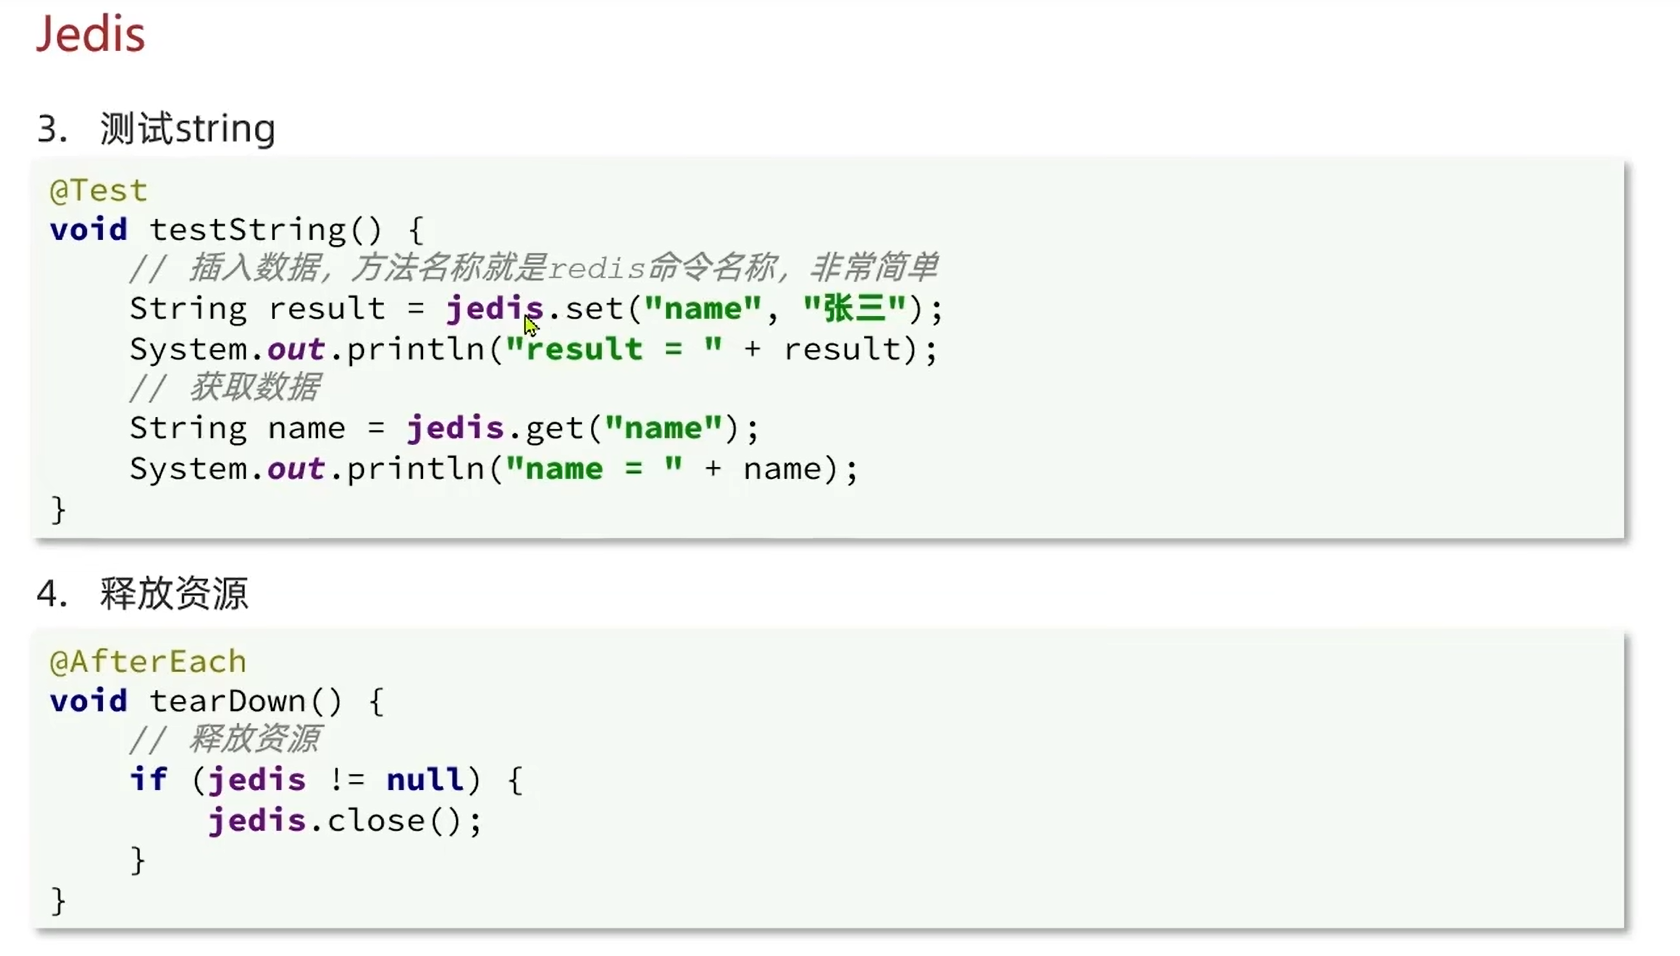 Jedis
3. 测试string
@Test
void testString() {
// 插入数据，方法名称就是redis命令名称，非常简单
String result = jedis.set("name", "张三");
System.out.println("result = " + result);
// 获取数据
String name = jedis.get("name");
System.out.println("name = " + name);
}
4. 释放资源
@AfterEach
void tearDown() {
// 释放资源
if (jedis != null) {
jedis.close();
}
}